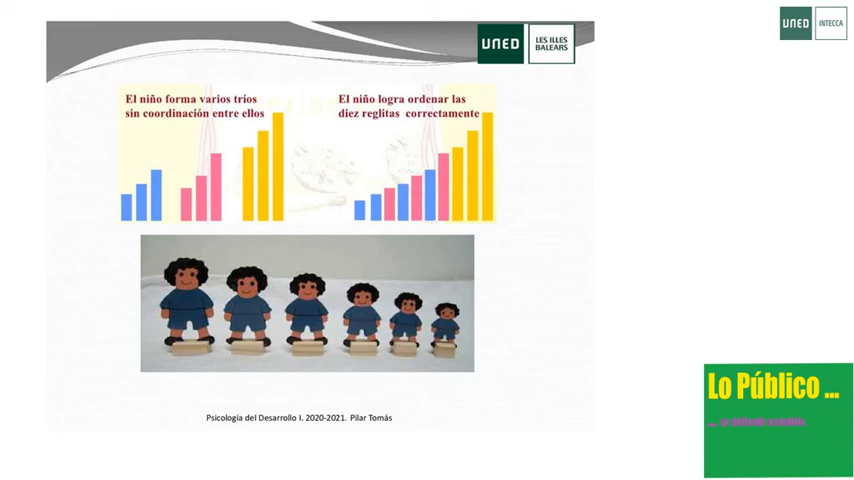 UNED
INTECCA
UNED
LES ILLES
BALEARS
El niño forma varios tríos
sin coordinación entre ellos
El niño logra ordenar las
diez reglitas correctamente
Psicología del Desarrollo I. 2020-2021. Pilar Tomás
Lo Público ...